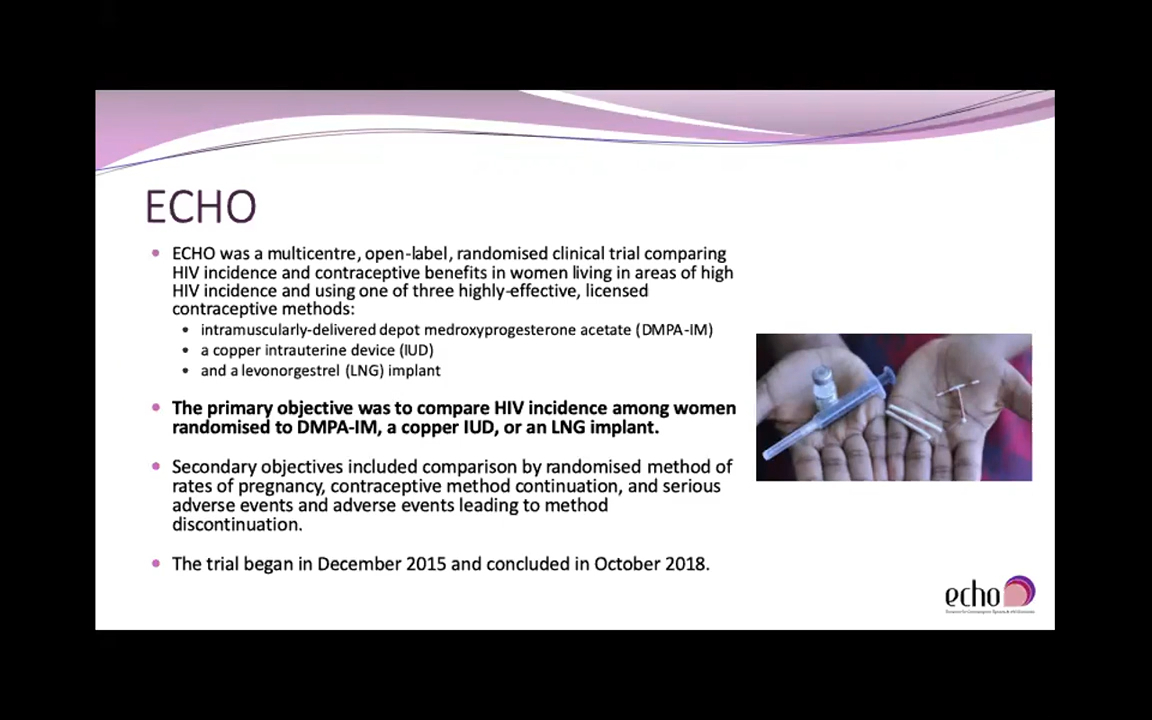 ECHO
• ECHO was a multicentre, open-label, randomised clinical trial comparing
HIV incidence and contraceptive benefits in women living in areas of high
HIV incidence and using one of three highly-effective, licensed
contraceptive methods:
• intramuscularly-delivered depot medroxyprogesterone acetate (DMPA-IM)
• a copper intrauterine device (IUD)
• and a levonorgestrel (LNG) implant
• The primary objective was to compare HIV incidence among women
randomised to DMPA-IM, a copper IUD, or an LNG implant.
• Secondary objectives included comparison by randomised method of
rates of pregnancy, contraceptive method continuation, and serious
adverse events and adverse events leading to method
discontinuation.
• The trial began in December 2015 and concluded in October 2018.
echo